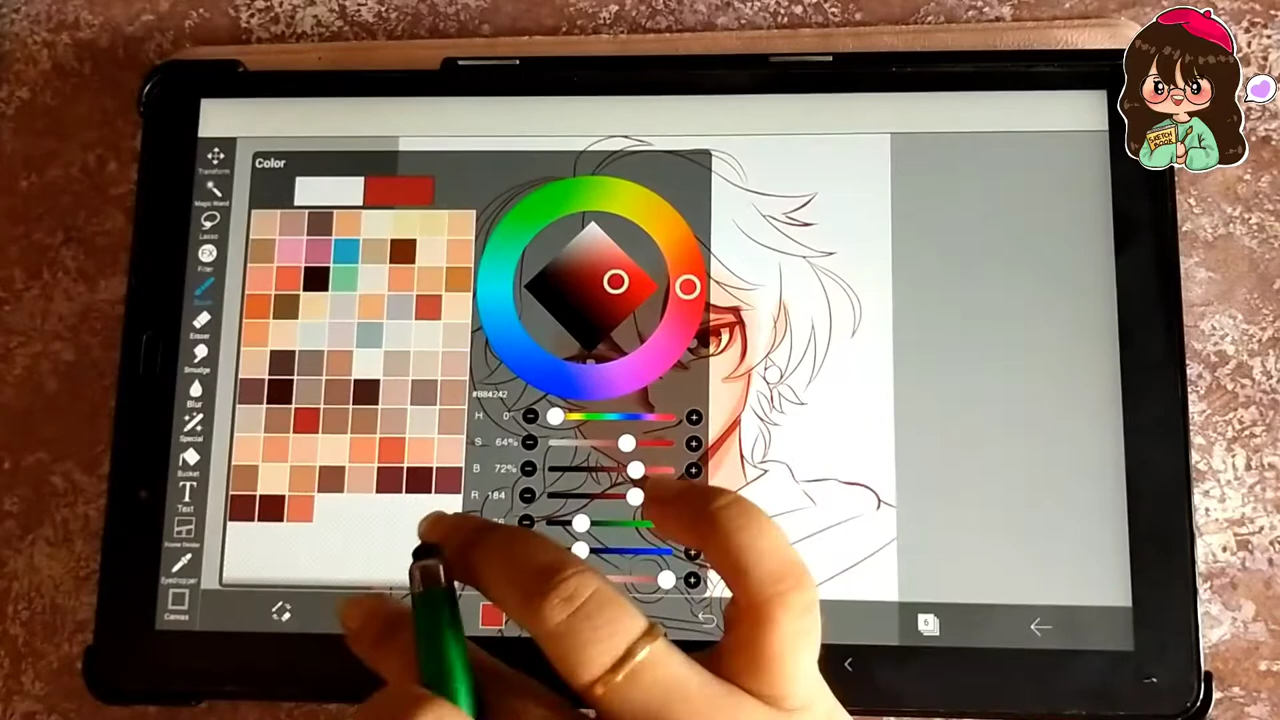 Color
Transform
Magic Wand
Lasso
FX
Filter
Eraser
Smudge
Blur
Special
Bucket
T
Text
Frame Divider
Eyedropper
Canvas
#B84242
H 0°
S 64%
B 72%
R 184
6
SKETCH
BOOK